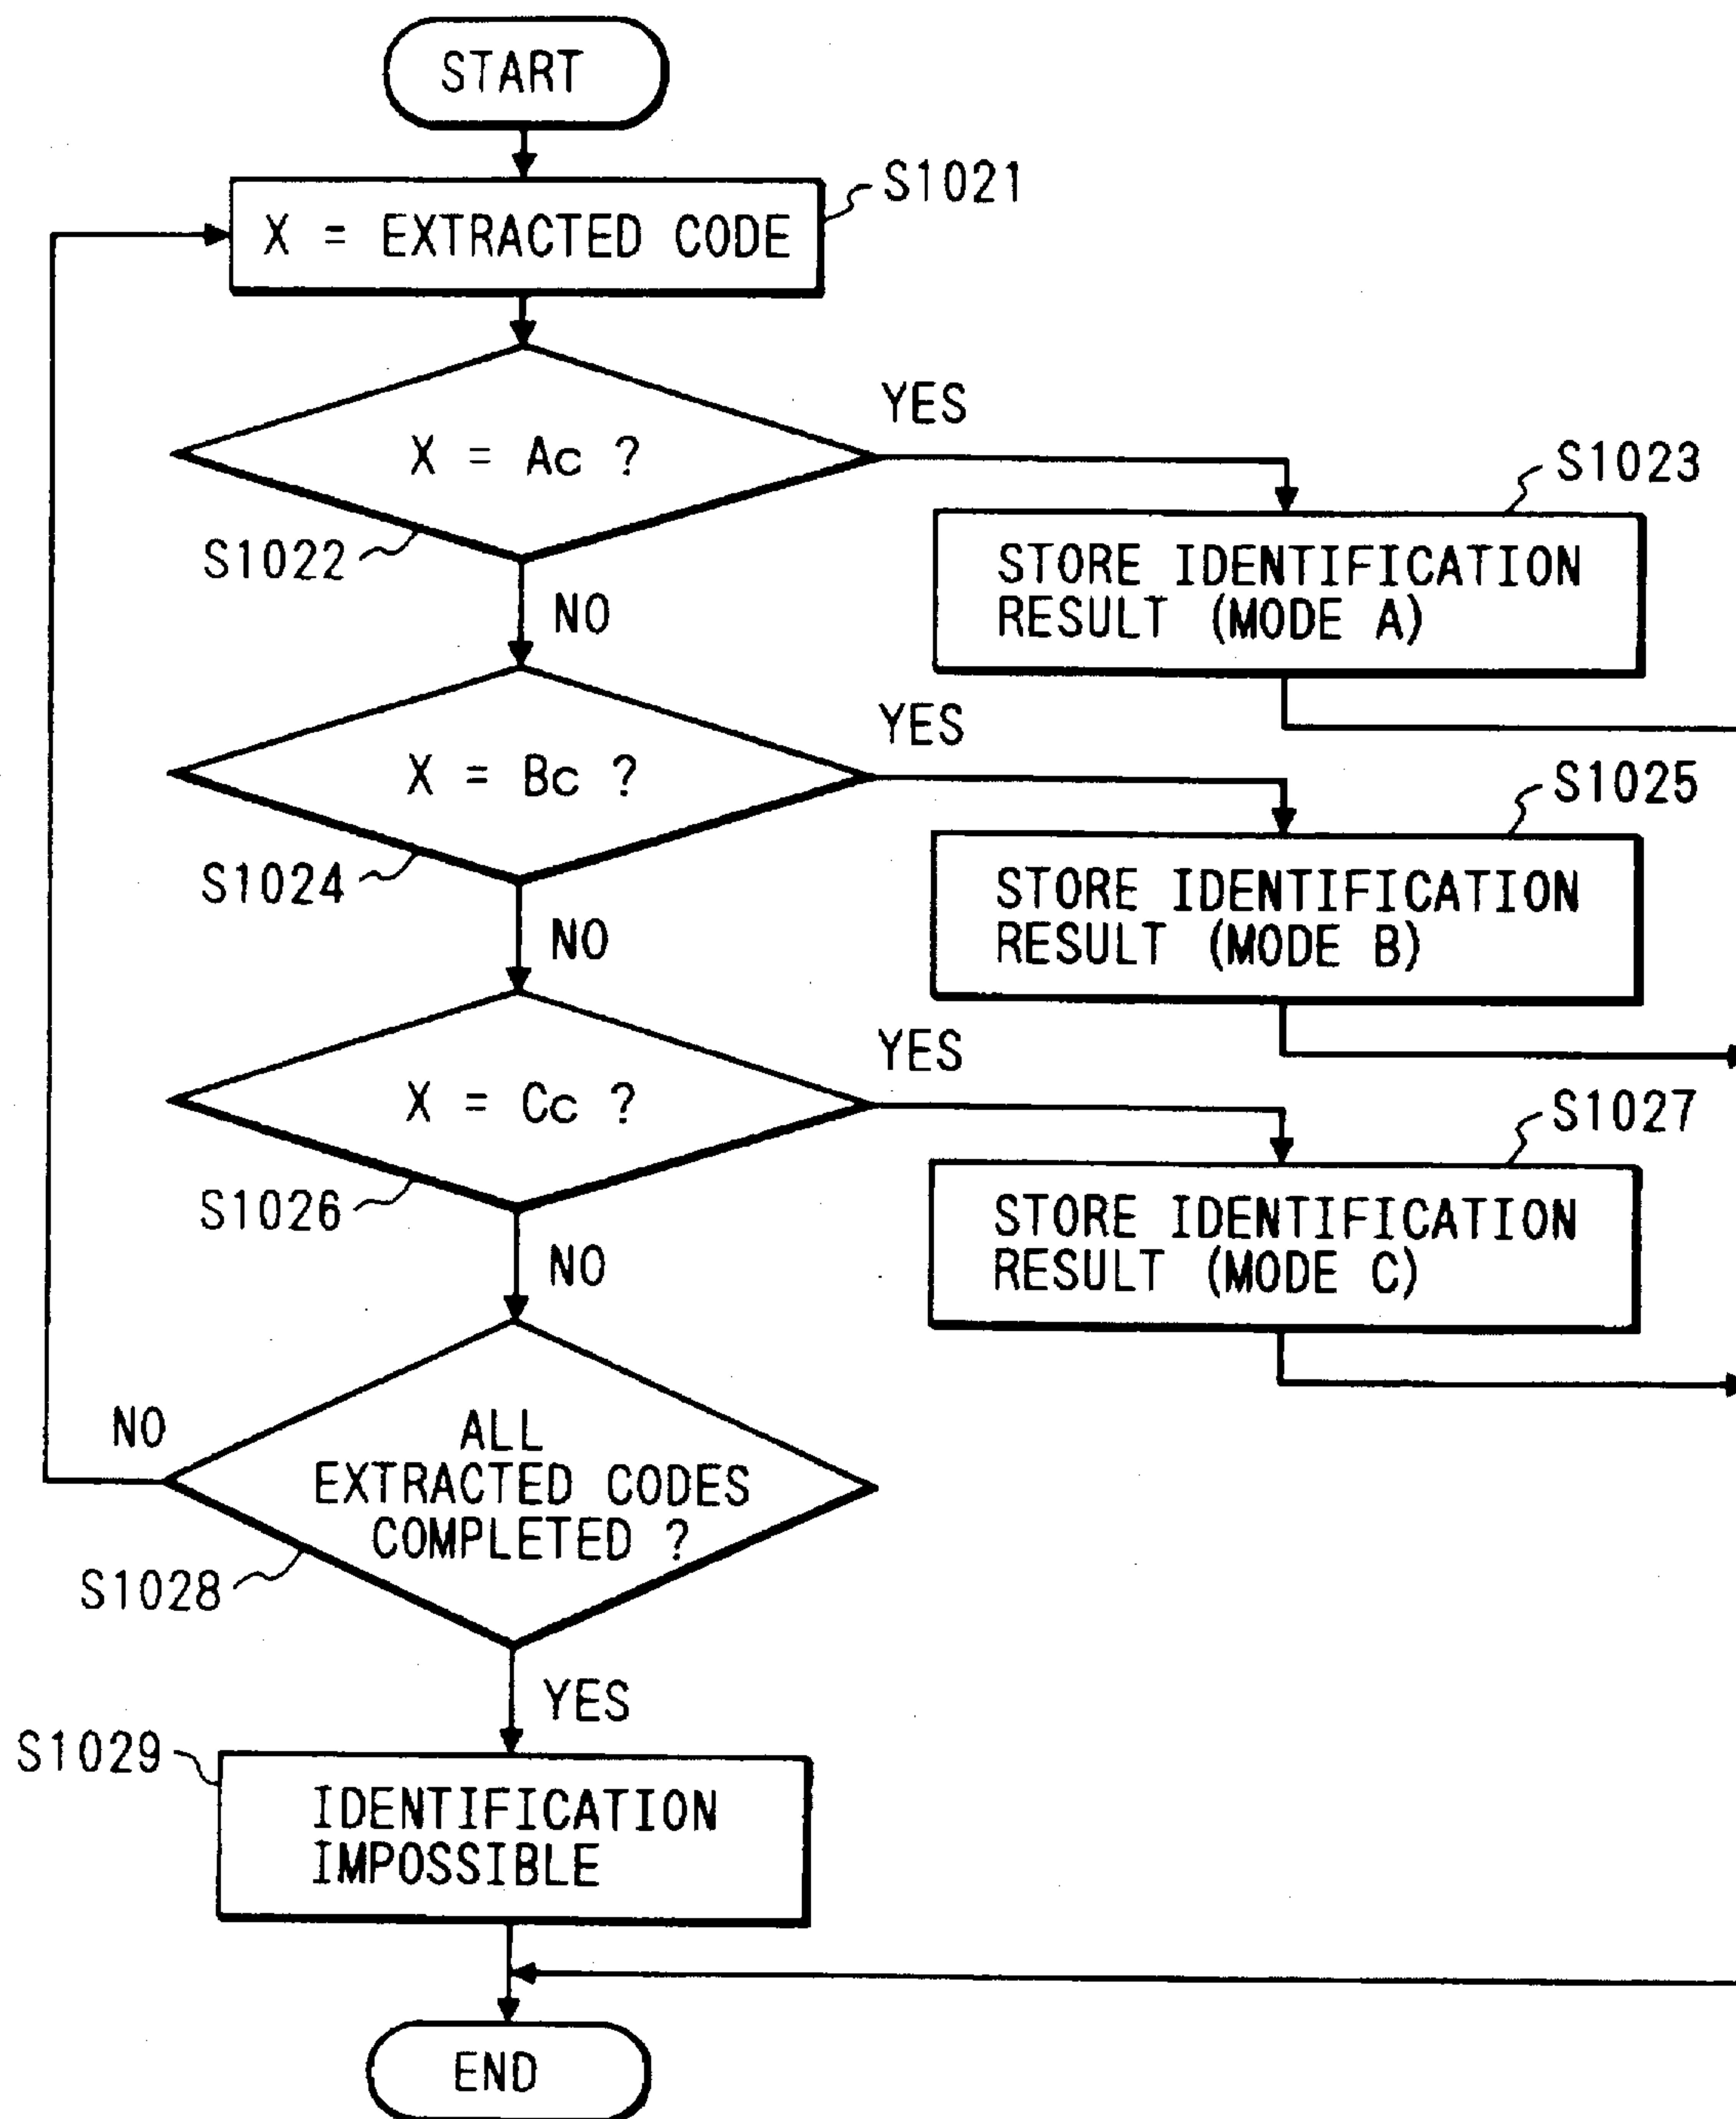 START
S1021
X = EXTRACTED CODE
YES
X = Ac ?
S1022
S1023
STORE IDENTIFICATION
RESULT (MODE A)
NO
YES
X = Bc ?
S1024
S1025
STORE IDENTIFICATION
RESULT (MODE B)
NO
YES
X = Cc ?
S1026
S1027
STORE IDENTIFICATION
RESULT (MODE C)
NO
NO
ALL
EXTRACTED CODES
COMPLETED ?
S1028
YES
S1029
IDENTIFICATION
IMPOSSIBLE
END